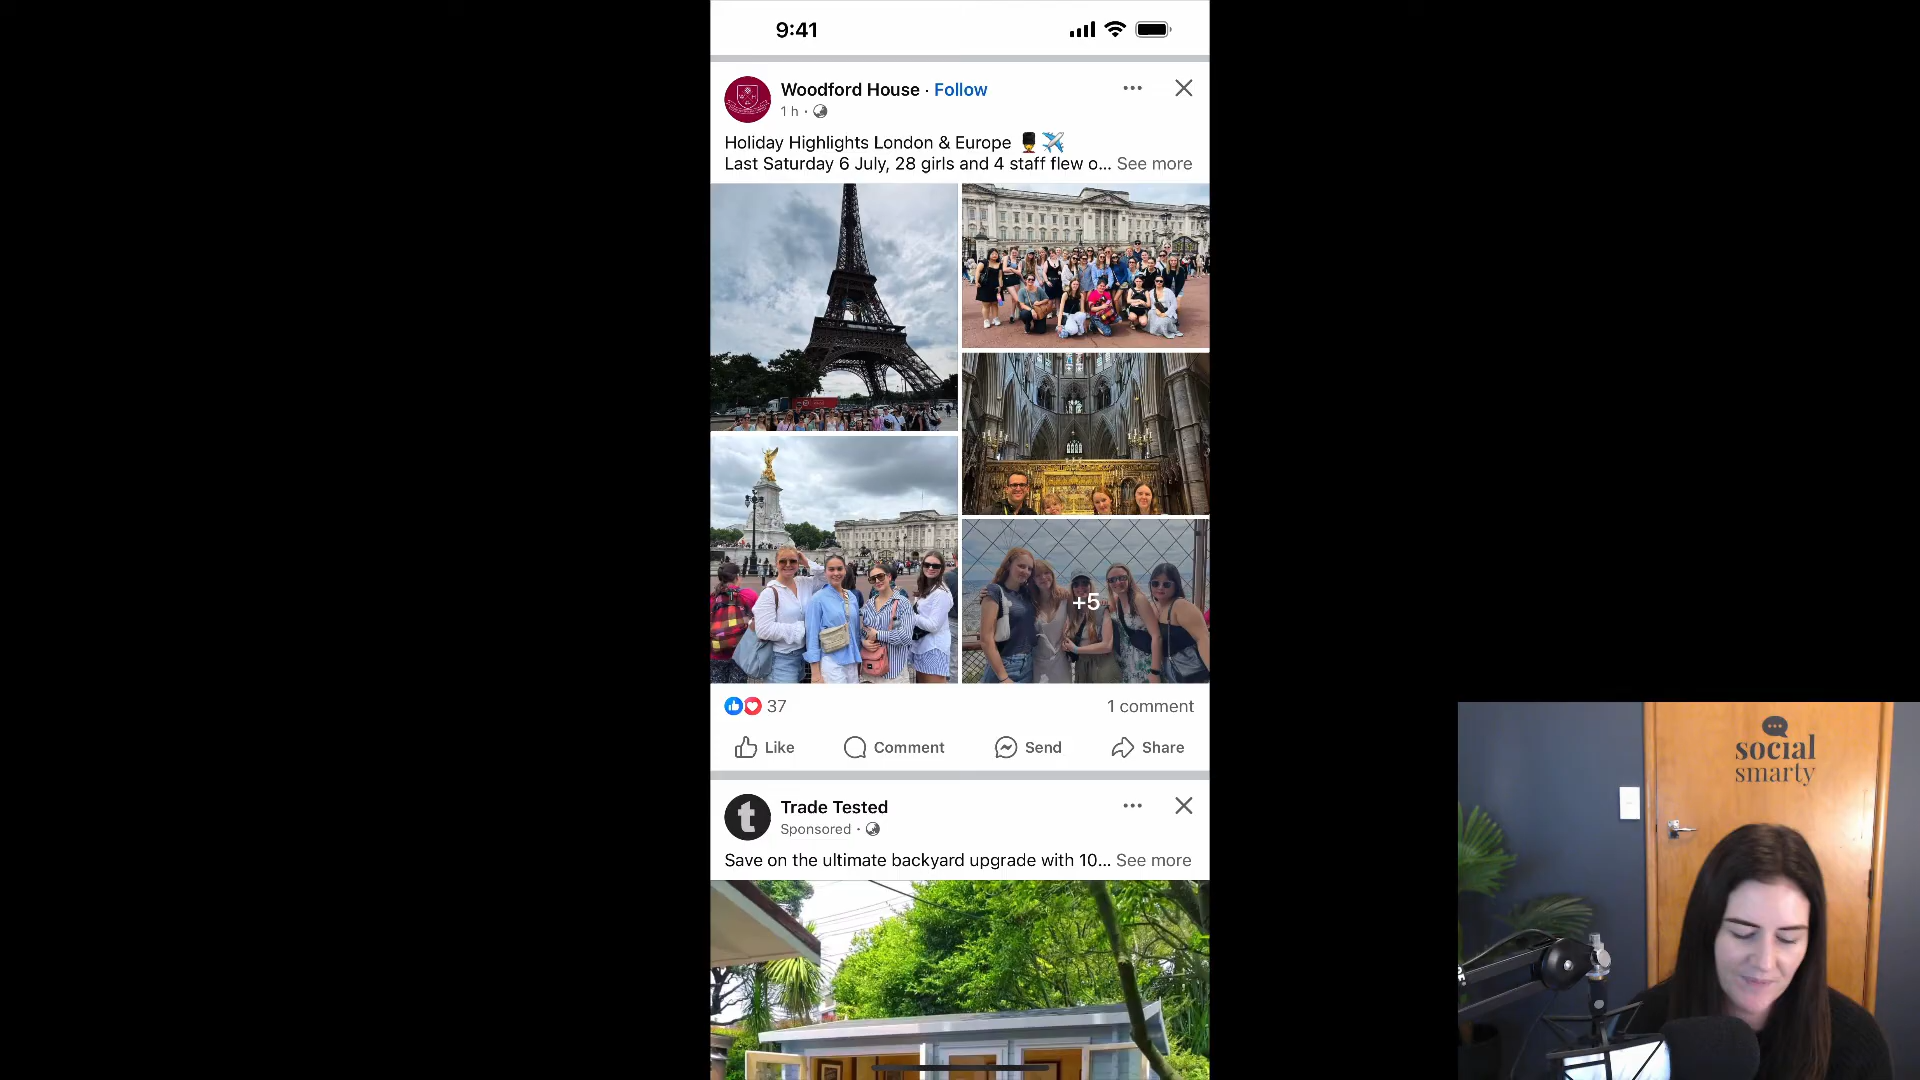 9:41
Woodford House · Follow
1 h ·
Holiday Highlights London & Europe 💂✈️
Last Saturday 6 July, 28 girls and 4 staff flew o... See more
+5
37
1 comment
Like
Comment
Send
Share
Trade Tested
Sponsored ·
Save on the ultimate backyard upgrade with 10... See more
social
smarty